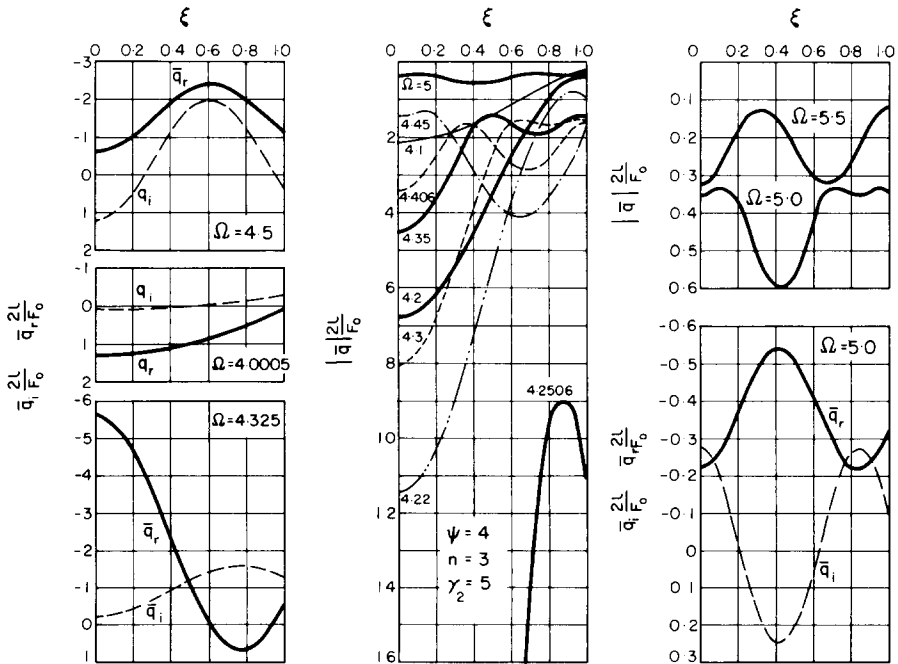 ξ
·0 0·2 0·4 0·6 0·8 1·0
-3
-2
-1
0
1
2
q̄r
qi
Ω=4·5
-1
0
1
2
qi
qr
Ω=4·0005
-6
-5
-4
-3
-2
-1
0
1
Ω=4·325
q̄r
q̄i
q̄i 2l/F₀ q̄r 2l/F₀
ξ
0 0·2 0·4 0·6 0·8 1·0
2
4
6
8
10
12
14
16
Ω=5
4·45
4·1
4·406
4·35
4·2
4·3
4·22
4·2506
ψ=4
n=3
γ₂=5
|q̄| 2l/F₀
ξ
0 0·2 0·4 0·6 0·8 1·0
0·1
0·2
0·3
0·4
0·5
0·6
Ω=5·5
Ω=5·0
|q̄| 2l/F₀
-0·6
-0·5
-0·4
-0·3
-0·2
-0·1
0
0·1
0·2
0·3
Ω=5·0
q̄r
q̄i
q̄i 2l/F₀ q̄r 2l/F₀